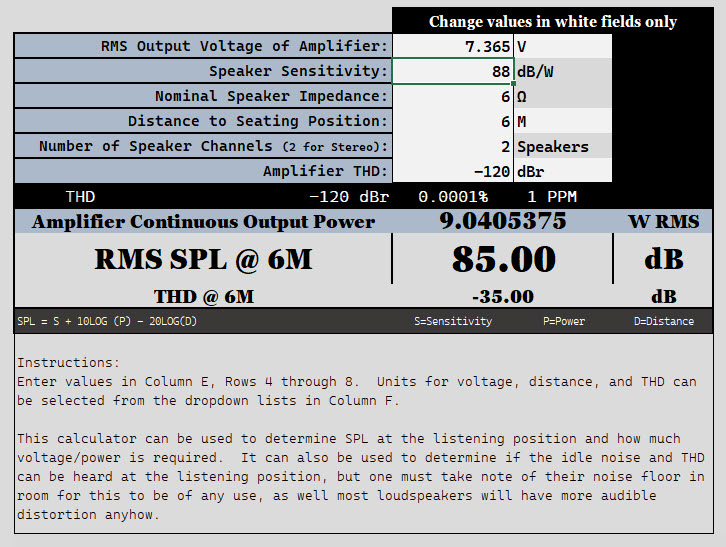 Change values in white fields only
RMS Output Voltage of Amplifier: 7.365 V
Speaker Sensitivity: 88 dB/W
Nominal Speaker Impedance: 6 Ω
Distance to Seating Position: 6 M
Number of Speaker Channels (2 for Stereo): 2 Speakers
Amplifier THD: -120 dBr
THD -120 dBr 0.0001% 1 PPM
Amplifier Continuous Output Power 9.0405375 W RMS
RMS SPL @ 6M 85.00 dB
THD @ 6M -35.00 dB
SPL = S + 10LOG (P) - 20LOG(D) S=Sensitivity P=Power D=Distance
Instructions:
Enter values in Column E, Rows 4 through 8. Units for voltage, distance, and THD can
be selected from the dropdown lists in Column F.
This calculator can be used to determine SPL at the listening position and how much
voltage/power is required. It can also be used to determine if the idle noise and THD
can be heard at the listening position, but one must take note of their noise floor in
room for this to be of any use, as well most loudspeakers will have more audible
distortion anyhow.